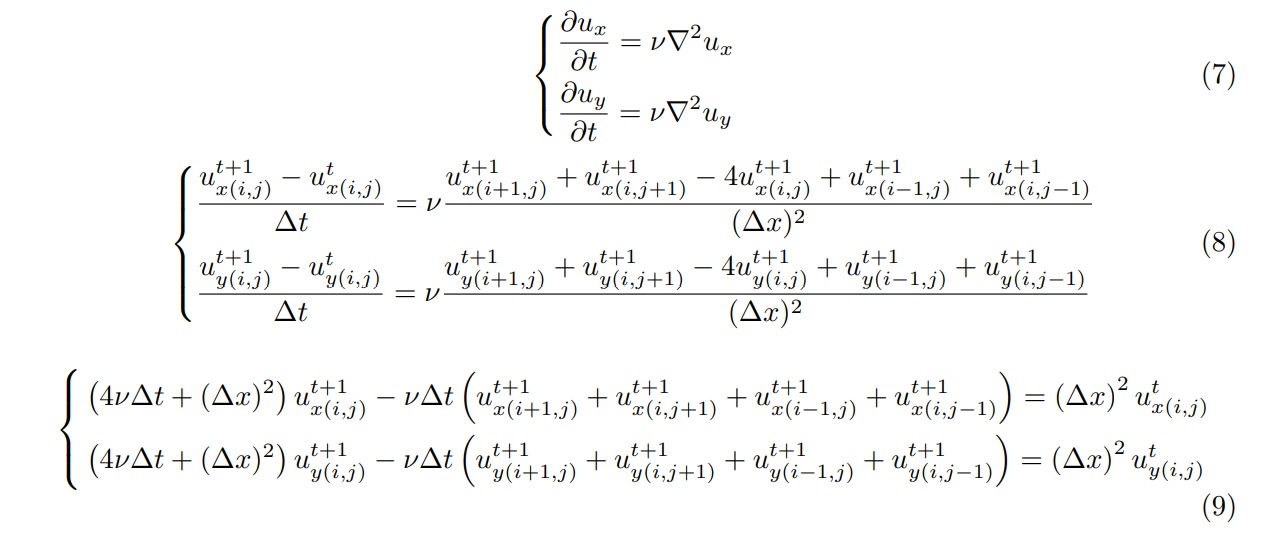 \begin{cases} \dfrac{\partial u_x}{\partial t} = \nu \nabla^2 u_x \\ \dfrac{\partial u_y}{\partial t} = \nu \nabla^2 u_y \end{cases} (7)
\begin{cases} \dfrac{u^{t+1}_{x(i,j)} - u^{t}_{x(i,j)}}{\Delta t} = \nu \dfrac{u^{t+1}_{x(i+1,j)} + u^{t+1}_{x(i,j+1)} - 4u^{t+1}_{x(i,j)} + u^{t+1}_{x(i-1,j)} + u^{t+1}_{x(i,j-1)}}{(\Delta x)^2} \\ \dfrac{u^{t+1}_{y(i,j)} - u^{t}_{y(i,j)}}{\Delta t} = \nu \dfrac{u^{t+1}_{y(i+1,j)} + u^{t+1}_{y(i,j+1)} - 4u^{t+1}_{y(i,j)} + u^{t+1}_{y(i-1,j)} + u^{t+1}_{y(i,j-1)}}{(\Delta x)^2} \end{cases} (8)
\begin{cases} \left(4\nu\Delta t + (\Delta x)^2\right) u^{t+1}_{x(i,j)} - \nu\Delta t \left(u^{t+1}_{x(i+1,j)} + u^{t+1}_{x(i,j+1)} + u^{t+1}_{x(i-1,j)} + u^{t+1}_{x(i,j-1)}\right) = (\Delta x)^2 u^{t}_{x(i,j)} \\ \left(4\nu\Delta t + (\Delta x)^2\right) u^{t+1}_{y(i,j)} - \nu\Delta t \left(u^{t+1}_{y(i+1,j)} + u^{t+1}_{y(i,j+1)} + u^{t+1}_{y(i-1,j)} + u^{t+1}_{y(i,j-1)}\right) = (\Delta x)^2 u^{t}_{y(i,j)} \end{cases}
(9)